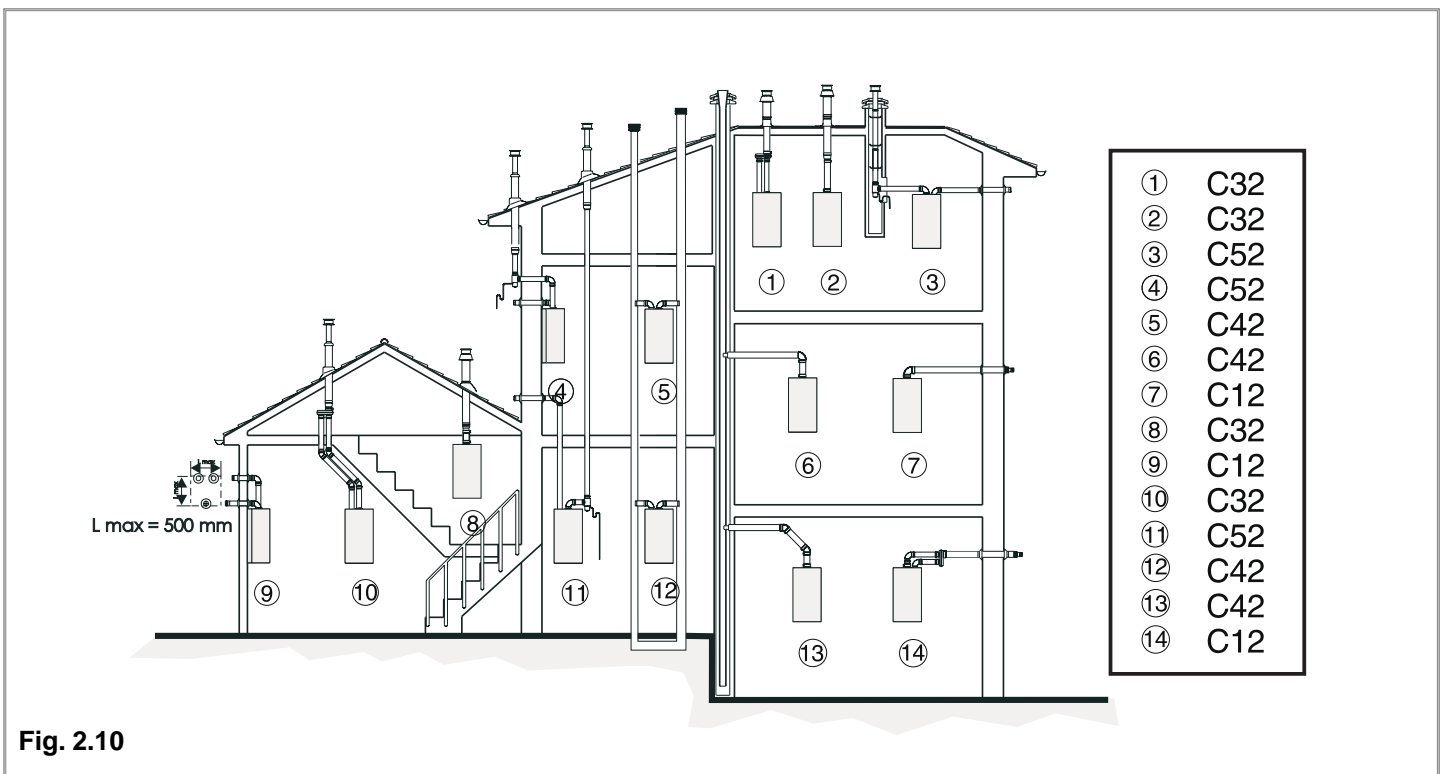 ① ② ③
④ ⑤
⑥ ⑦
L max
L max
L max = 500 mm
⑧
⑨ ⑩ ⑪ ⑫
⑬ ⑭
① C32
② C32
③ C52
④ C52
⑤ C42
⑥ C42
⑦ C12
⑧ C32
⑨ C12
⑩ C32
⑪ C52
⑫ C42
⑬ C42
⑭ C12
Fig. 2.10